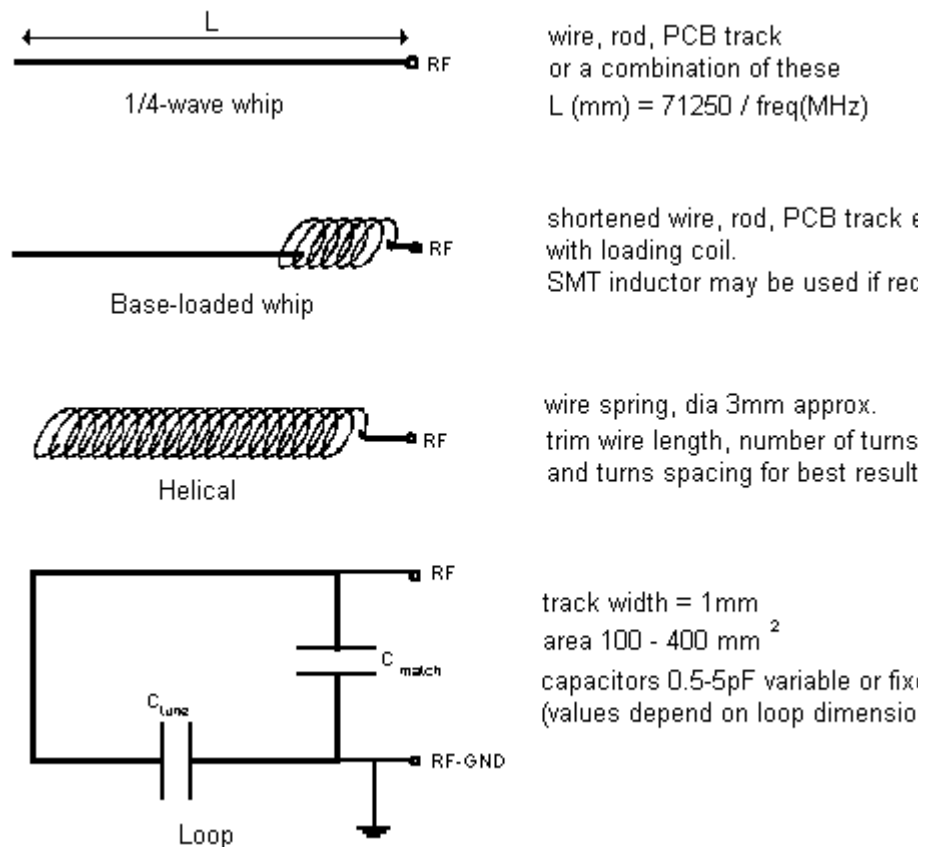 L
RF
1/4-wave whip
wire, rod, PCB track
or a combination of these
L (mm) = 71250 / freq(MHz)
RF
Base-loaded whip
shortened wire, rod, PCB track
with loading coil.
SMT inductor may be used if
RF
Helical
wire spring, dia 3mm approx.
trim wire length, number of turns
and turns spacing for best result
RF
C match
C tune
RF-GND
Loop
track width = 1mm
area 100 - 400 mm ²
capacitors 0.5-5pF variable or
(values depend on loop